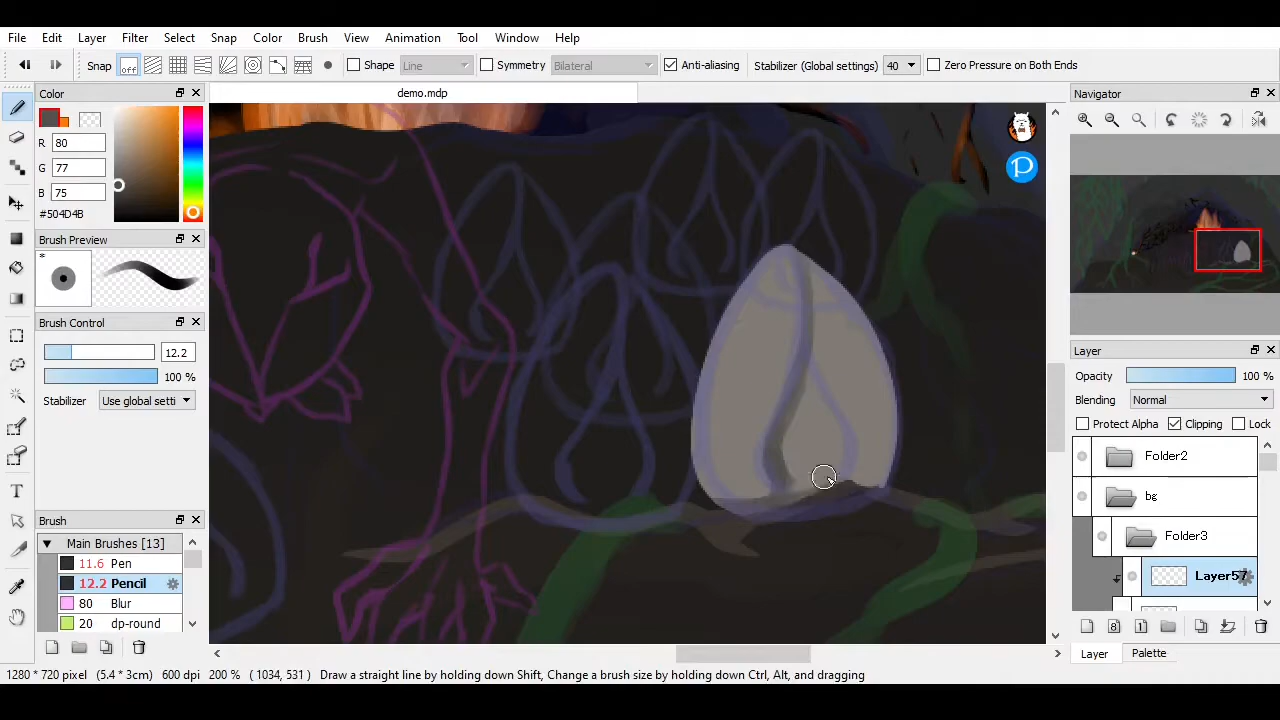 File Edit Layer Filter Select Snap Color Brush View Animation Tool Window Help
Snap off Shape Line Symmetry Bilateral Anti-aliasing Stabilizer (Global settings) 40 Zero Pressure on Both Ends
Color
demo.mdp
Navigator
R 80
G 77
B 75
#504D4B
Brush Preview
*
Brush Control
12.2
100 %
Stabilizer Use global setti
Layer
Opacity 100 %
Blending Normal
Protect Alpha Clipping Lock
Folder2
bg
Folder3
Layer57
Brush
Main Brushes [13]
11.6 Pen
12.2 Pencil
80 Blur
20 dp-round
T
P
8 1
Layer Palette
1280 * 720 pixel (5.4 * 3cm) 600 dpi 200 % ( 1034, 531 ) Draw a straight line by holding down Shift, Change a brush size by holding down Ctrl, Alt, and dragging